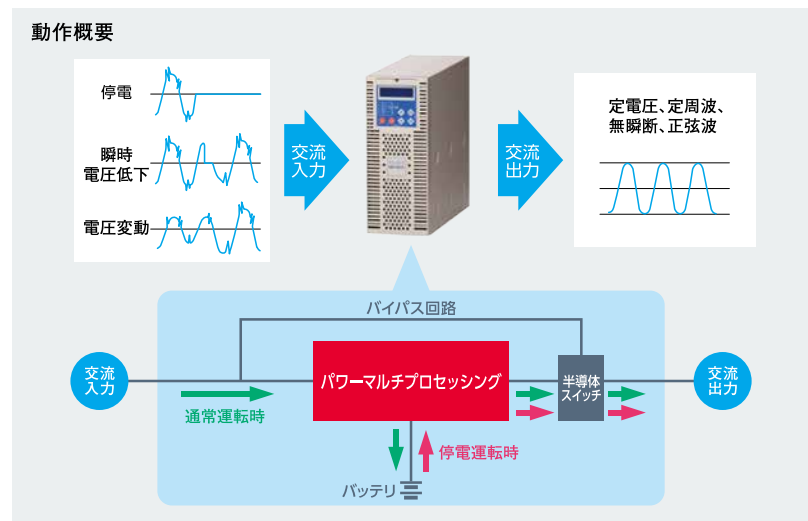 動作概要
停電
瞬時
電圧低下
電圧変動
交流
入力
交流
出力
定電圧、定周波、
無瞬断、正弦波
バイパス回路
交流
入力
パワーマルチプロセッシング
半導体
スイッチ
交流
出力
通常運転時
停電運転時
バッテリ